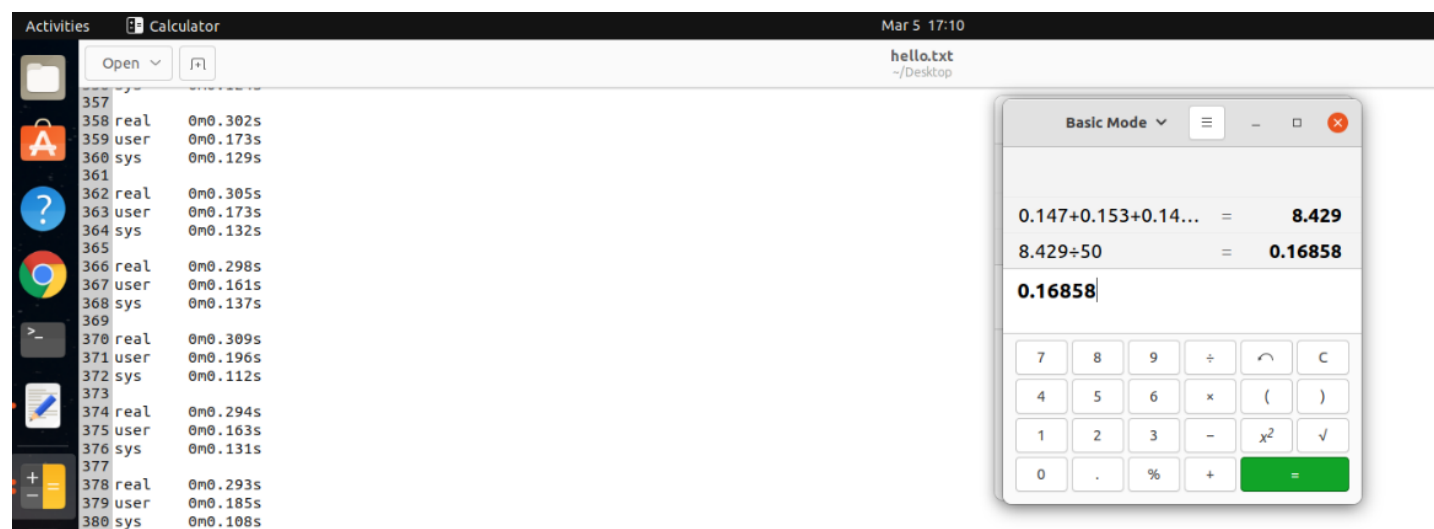 Activities Calculator Mar 5 17:10
Open hello.txt
~/Desktop
357
358 real 0m0.302s
359 user 0m0.173s
360 sys 0m0.129s
361
362 real 0m0.305s
363 user 0m0.173s
364 sys 0m0.132s
365
366 real 0m0.298s
367 user 0m0.161s
368 sys 0m0.137s
369
370 real 0m0.309s
371 user 0m0.196s
372 sys 0m0.112s
373
374 real 0m0.294s
375 user 0m0.163s
376 sys 0m0.131s
377
378 real 0m0.293s
379 user 0m0.185s
380 sys 0m0.108s
Basic Mode
0.147+0.153+0.14... = 8.429
8.429÷50 = 0.16858
0.16858
7 8 9 ÷ C
4 5 6 × ( )
1 2 3 − x² √
0 . % + =